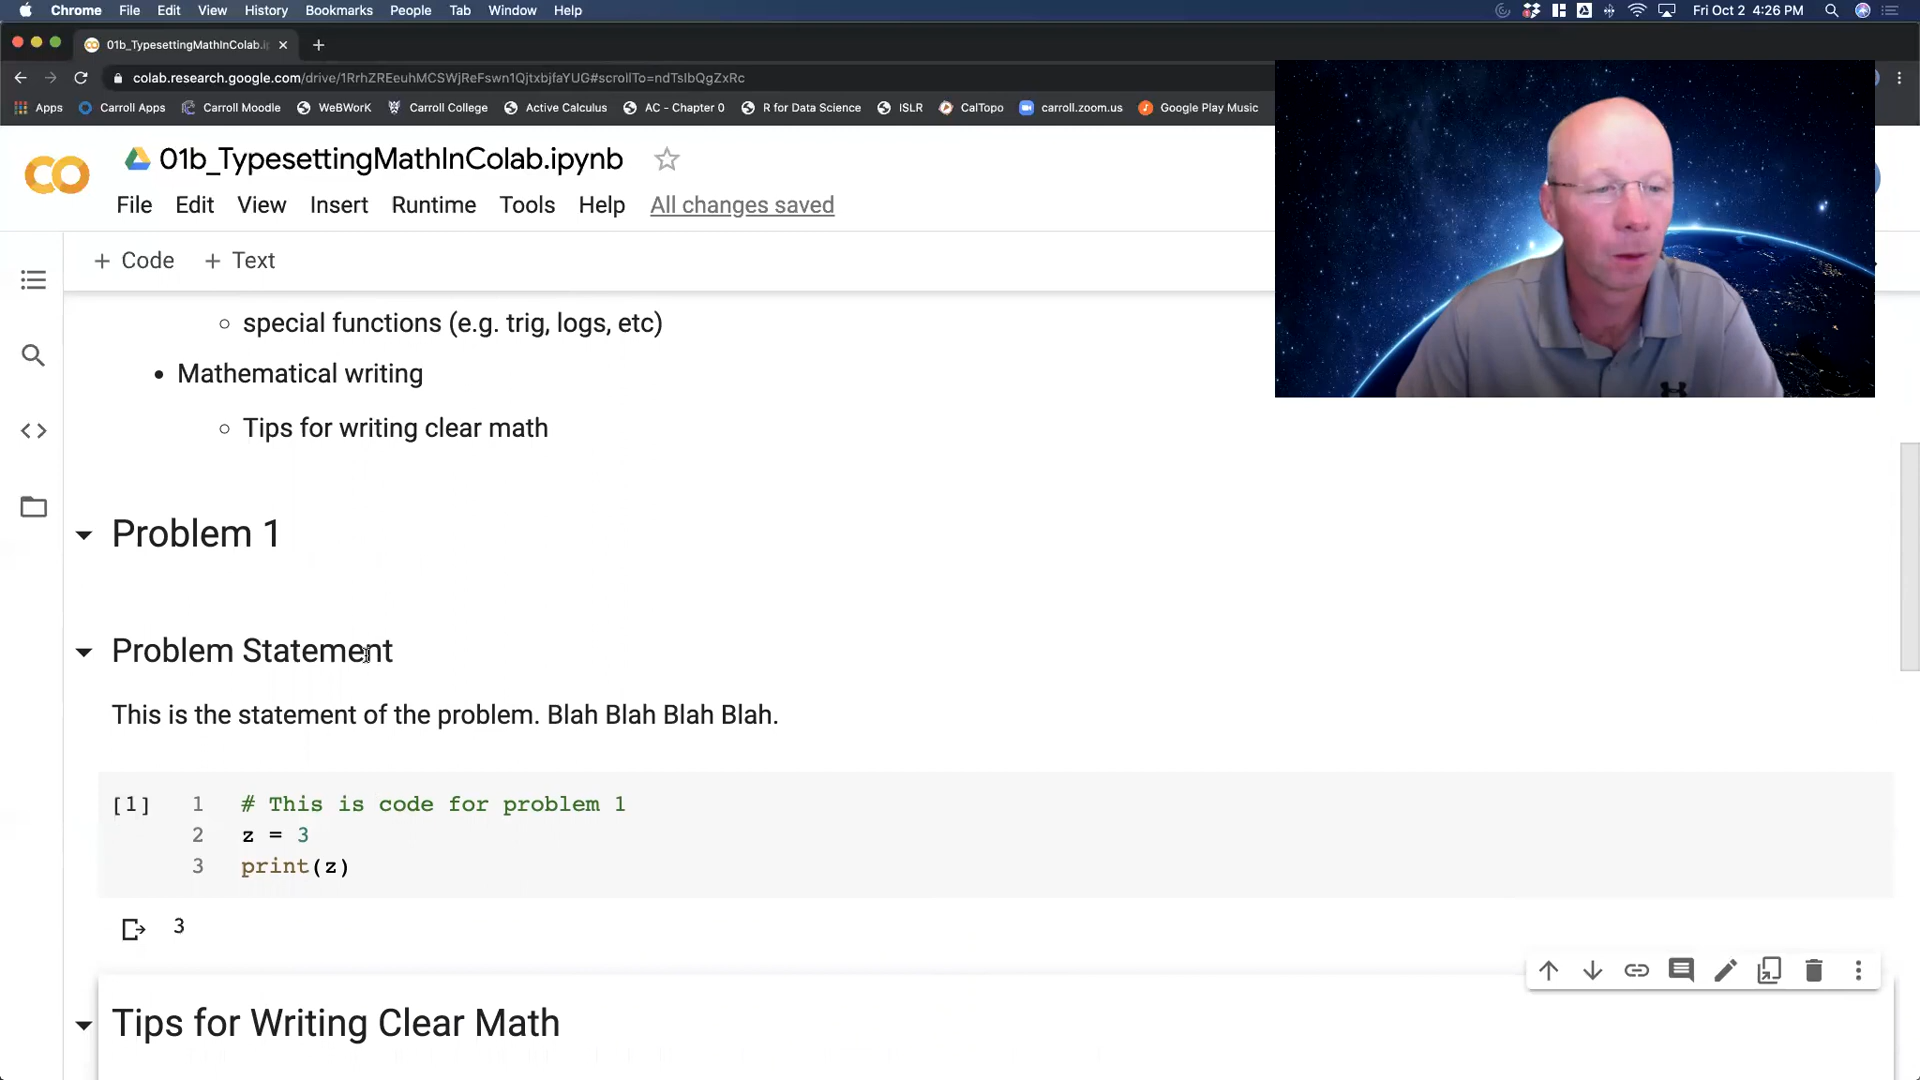 Chrome File Edit View History Bookmarks People Tab Window Help Fri Oct 2 4:26 PM
01b_TypesettingMathInColab.i
colab.research.google.com/drive/1RrhZREeuhMCSWjReFswn1QjtxbjfaYUG#scrollTo=ndTsIbQgZxRc
Apps Carroll Apps Carroll Moodle WeBWorK Carroll College Active Calculus AC - Chapter 0 R for Data Science ISLR CalTopo carroll.zoom.us Google Play Music
CO 01b_TypesettingMathInColab.ipynb
File Edit View Insert Runtime Tools Help All changes saved
+ Code + Text
special functions (e.g. trig, logs, etc)
Mathematical writing
Tips for writing clear math
Problem 1
Problem Statement
This is the statement of the problem. Blah Blah Blah Blah.
[1] 1 # This is code for problem 1
2 z = 3
3 print(z)
3
Tips for Writing Clear Math